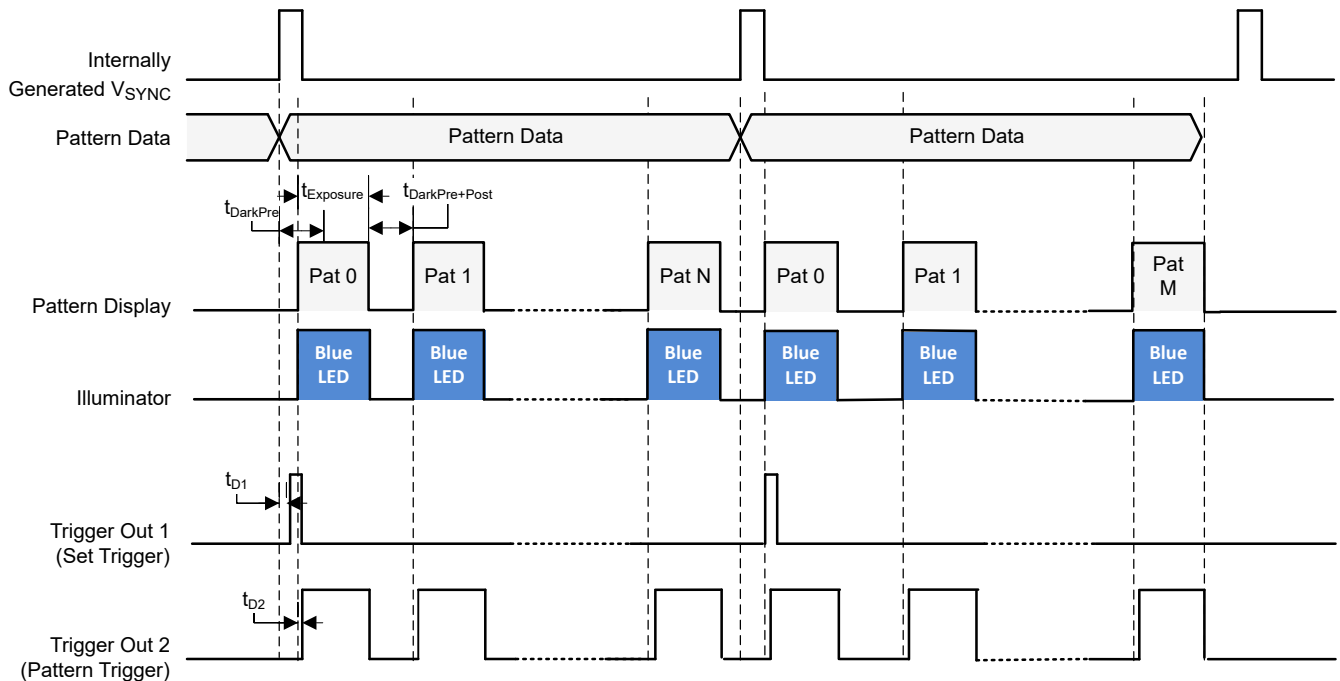 Internally
Generated VSYNC
Pattern Data
Pattern Data
Pattern Data
tExposure
tDarkPre+Post
tDarkPre
Pat 0
Pat 1
Pat N
Pat 0
Pat 1
Pat
M
Pattern Display
Blue
LED
Blue
LED
Blue
LED
Blue
LED
Blue
LED
Blue
LED
Illuminator
tD1
Trigger Out 1
(Set Trigger)
tD2
Trigger Out 2
(Pattern Trigger)